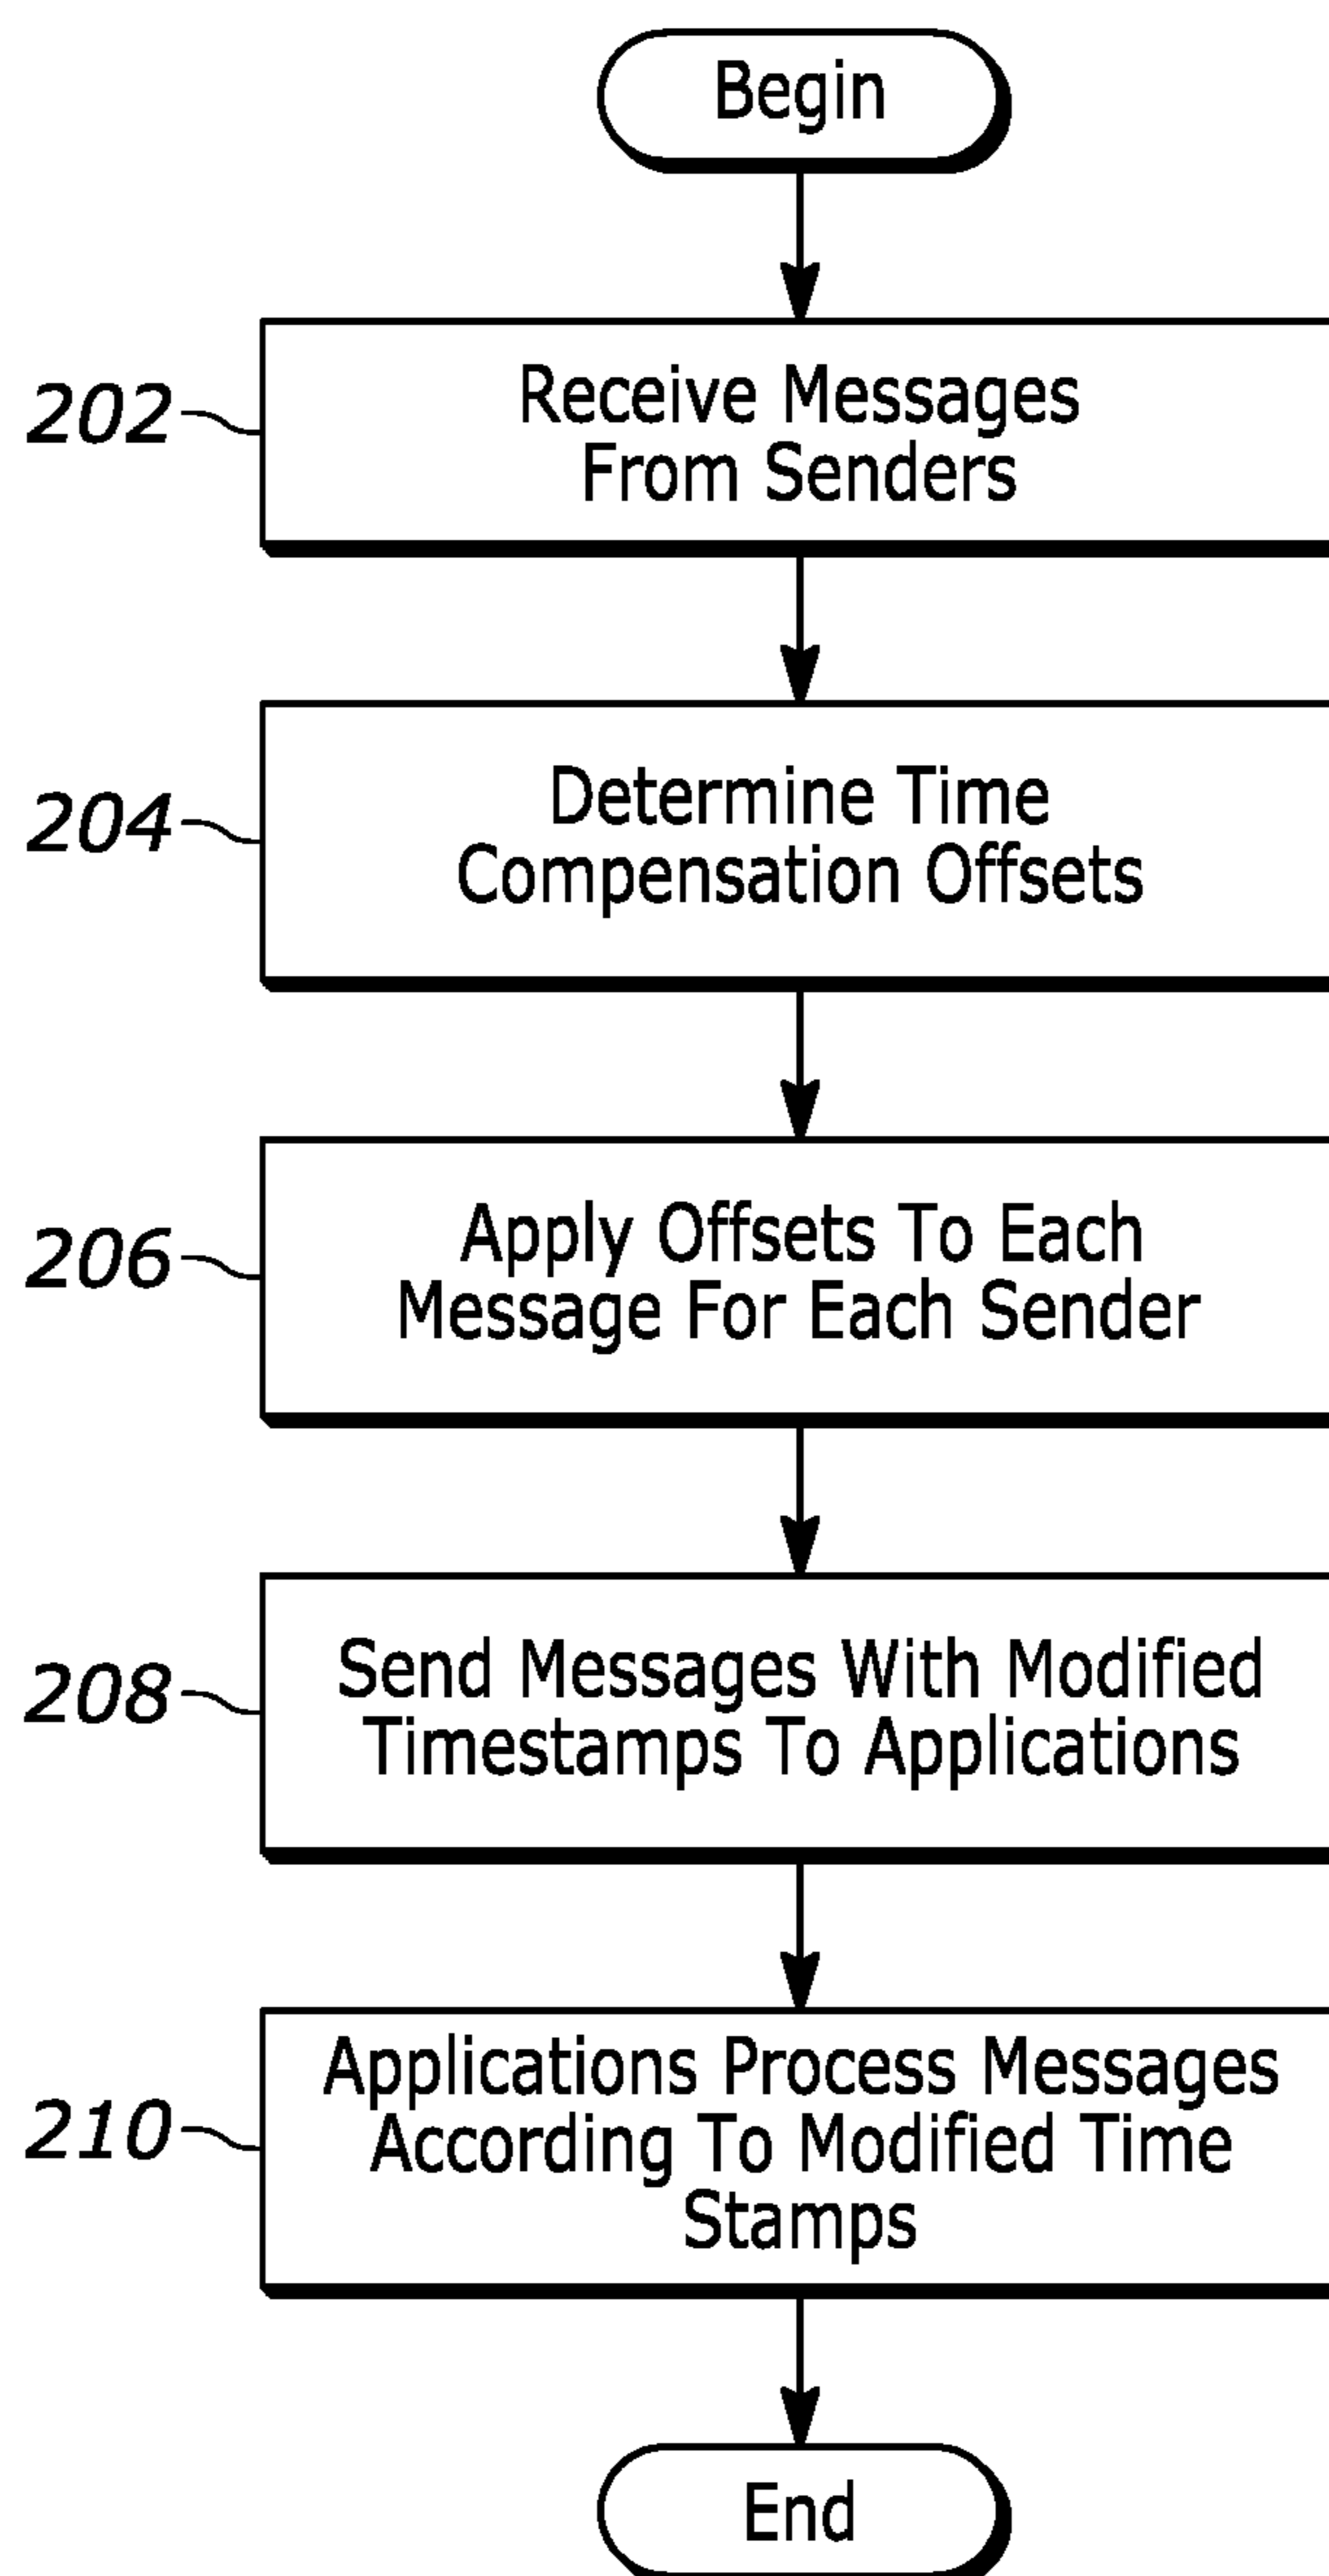 Begin
202
Receive Messages
From Senders
204
Determine Time
Compensation Offsets
206
Apply Offsets To Each
Message For Each Sender
208
Send Messages With Modified
Timestamps To Applications
210
Applications Process Messages
According To Modified Time
Stamps
End